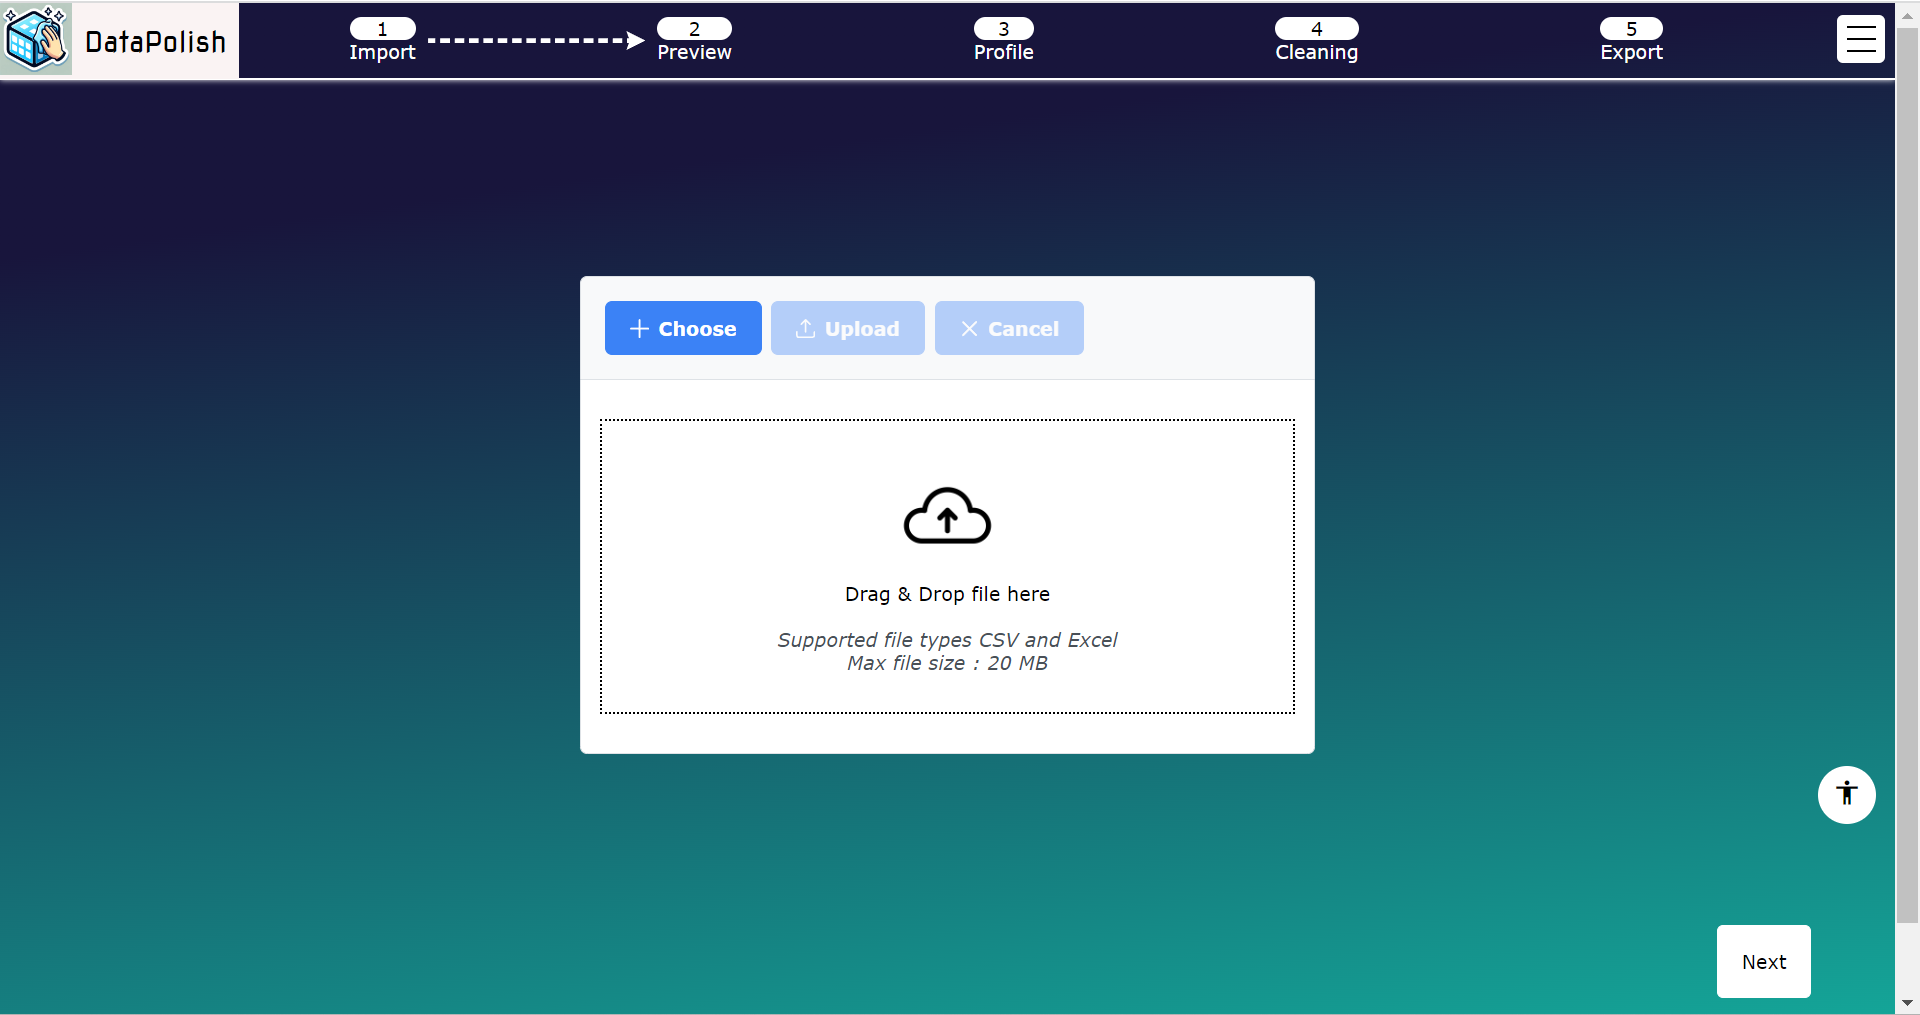 DataPolish
1
Import
2
Preview
3
Profile
4
Cleaning
5
Export
Choose
Upload
Cancel
Drag & Drop file here
Supported file types CSV and Excel
Max file size : 20 MB
Next